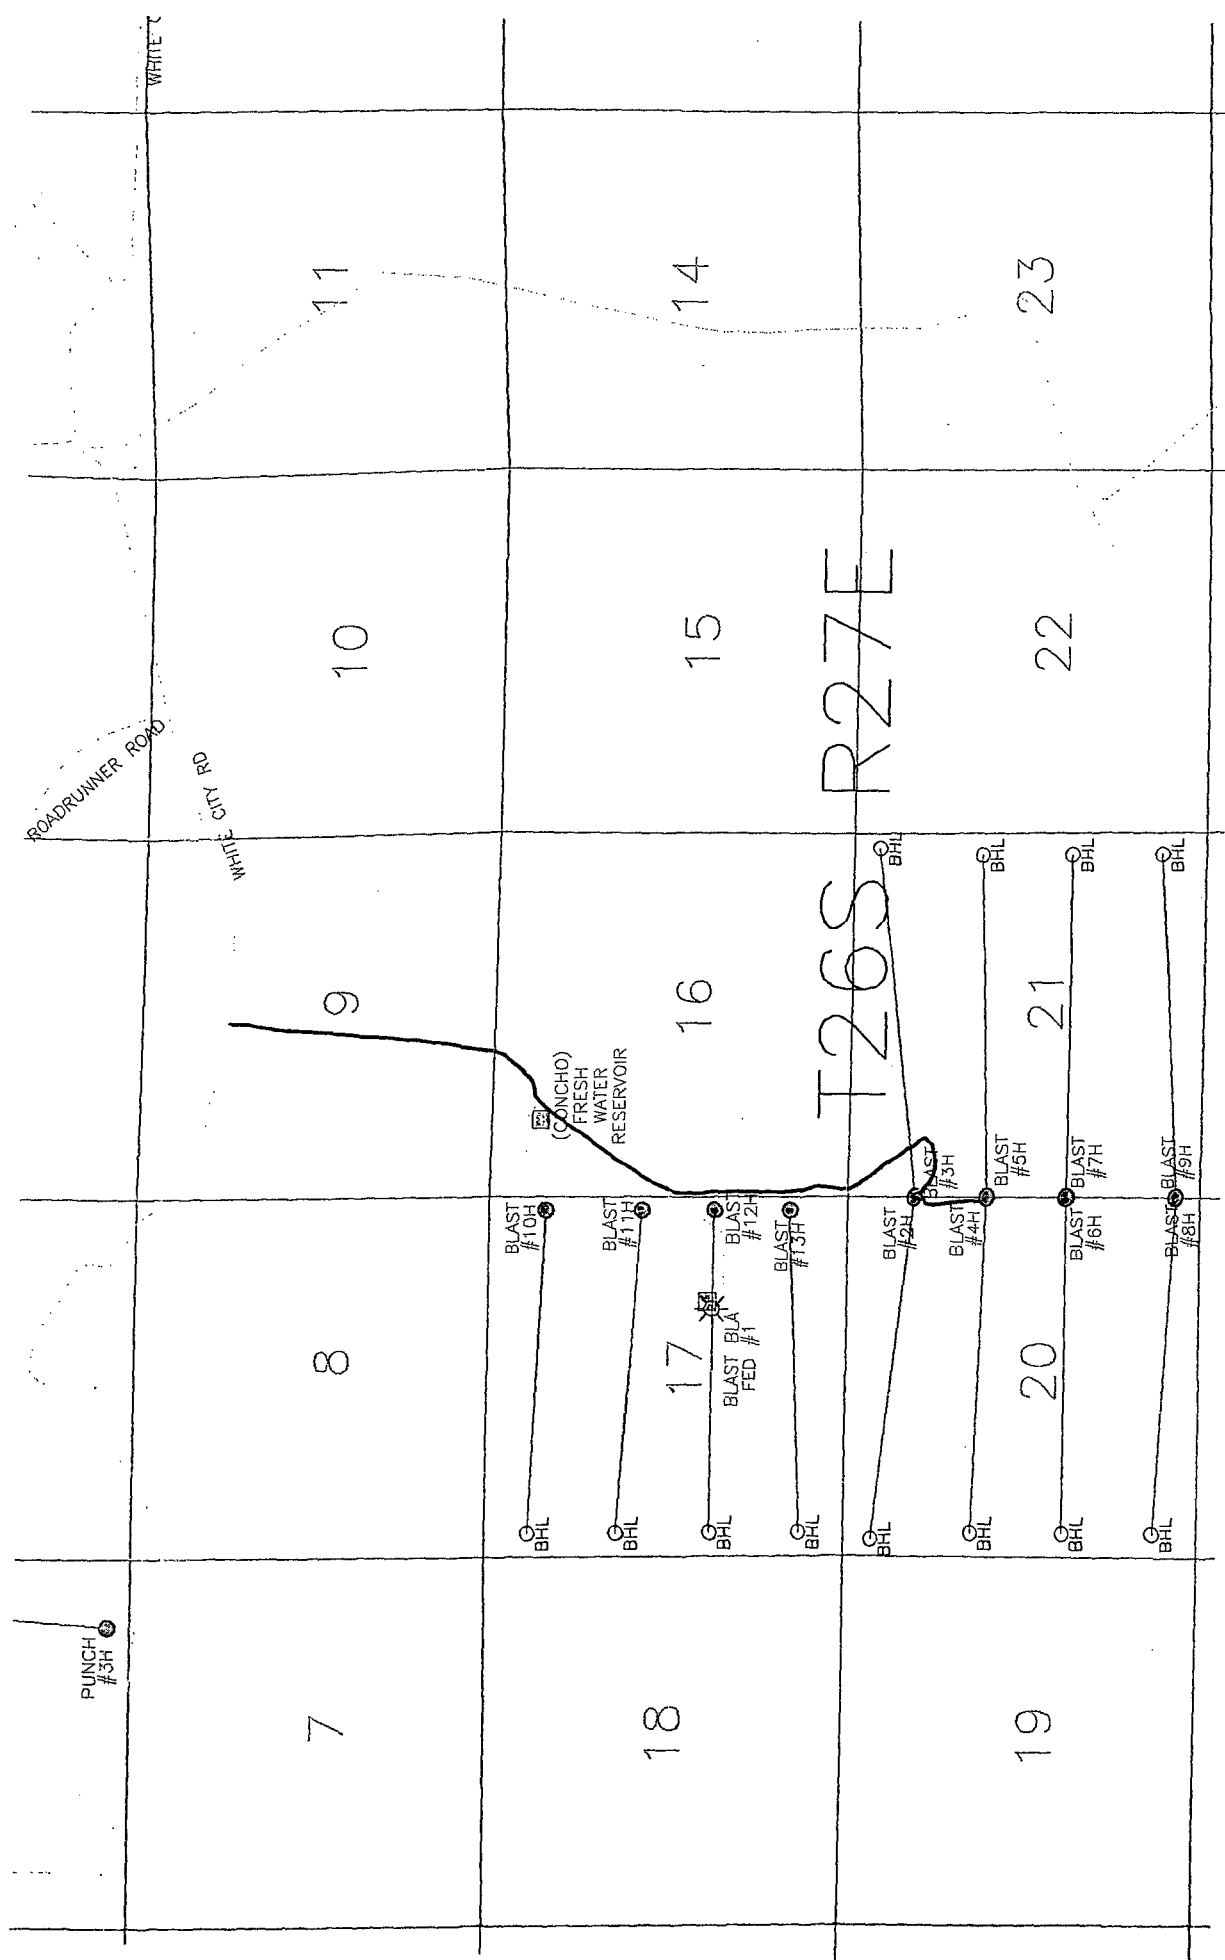 WHITE
ROADRUNNER ROAD
WHITE CITY RD
PUNCH
#3H
7
8
9
10
11
18
17
16
15
14
(CONCHO)
FRESH
WATER
RESERVOIR
BLAST
#10H
BHL
BLAST
#11H
BHL
BLAST
#12H
BHL
BLAST BLA
FED #1
BLAST
#13H
BHL
T26S R27E
19
20
21
22
23
BLAST
#2H
BHL
BLAST
#3H
BHL
BLAST
#4H
BHL
BLAST
#5H
BHL
BLAST
#6H
BHL
BLAST
#7H
BHL
BLAST
#8H
BHL
BLAST
#9H
BHL